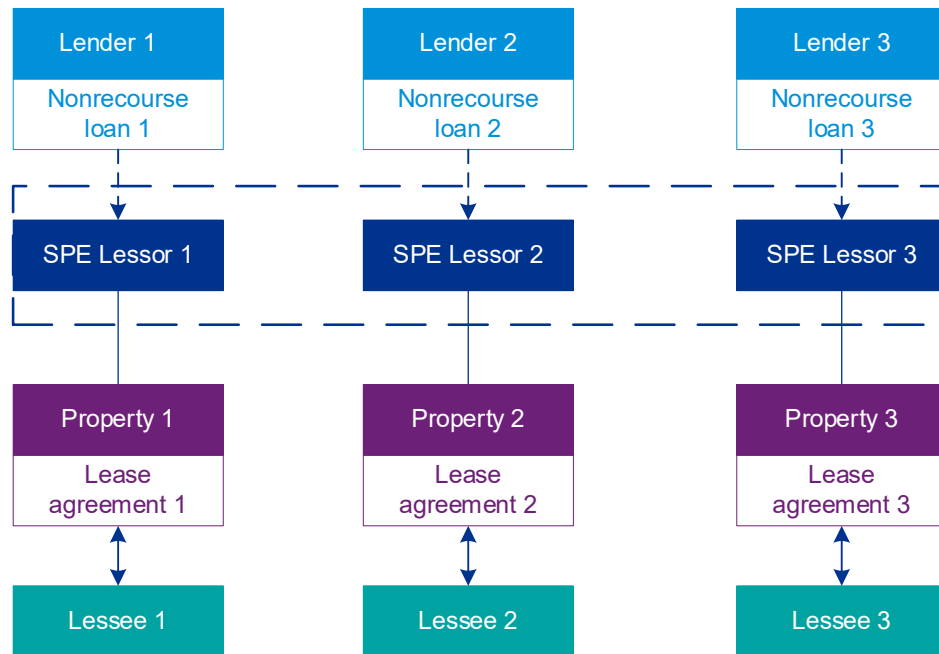 Lender 1
Lender 2
Lender 3
Nonrecourse
loan 1
Nonrecourse
loan 2
Nonrecourse
loan 3
SPE Lessor 1
SPE Lessor 2
SPE Lessor 3
Property 1
Property 2
Property 3
Lease
agreement 1
Lease
agreement 2
Lease
agreement 3
Lessee 1
Lessee 2
Lessee 3